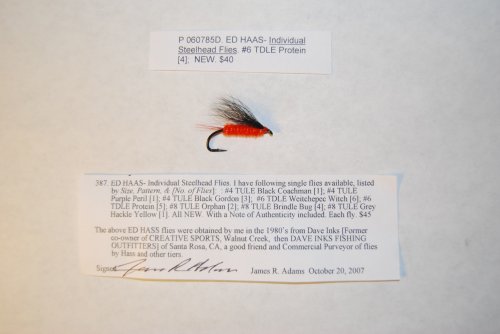 P 060785D. ED HAAS- Individual
Steelhead Flies. #6 TDLE Protein
[4]; NEW. $40
387. ED HAAS- Individual Steelhead Flies. I have following single flies available, listed
by Size, Pattern, & [No. of Flies]: : #4 TULE Black Coachman [1]; #4 TULE
Purple Peril [1]; #4 TULE Black Gordon [3]; #6 TDLE Weitchepec Witch [6]; #6
TDLE Protein [5]; #8 TULE Orphan [2]; #8 TULE Brindle Bug [4]; #8 TULE Grey
Hackle Yellow [1]. All NEW. With a Note of Authenticity included. Each fly. $45
The above ED HASS flies were obtained by me in the 1980's from Dave Inks [Former
co-owner of CREATIVE SPORTS, Walnut Creek, then DAVE INKS FISHING
OUTFITTERS] of Santa Rosa, CA, a good friend and Commercial Purveyor of flies
by Hass and other tiers.
Signed James R. Adams James R. Adams October 20, 2007